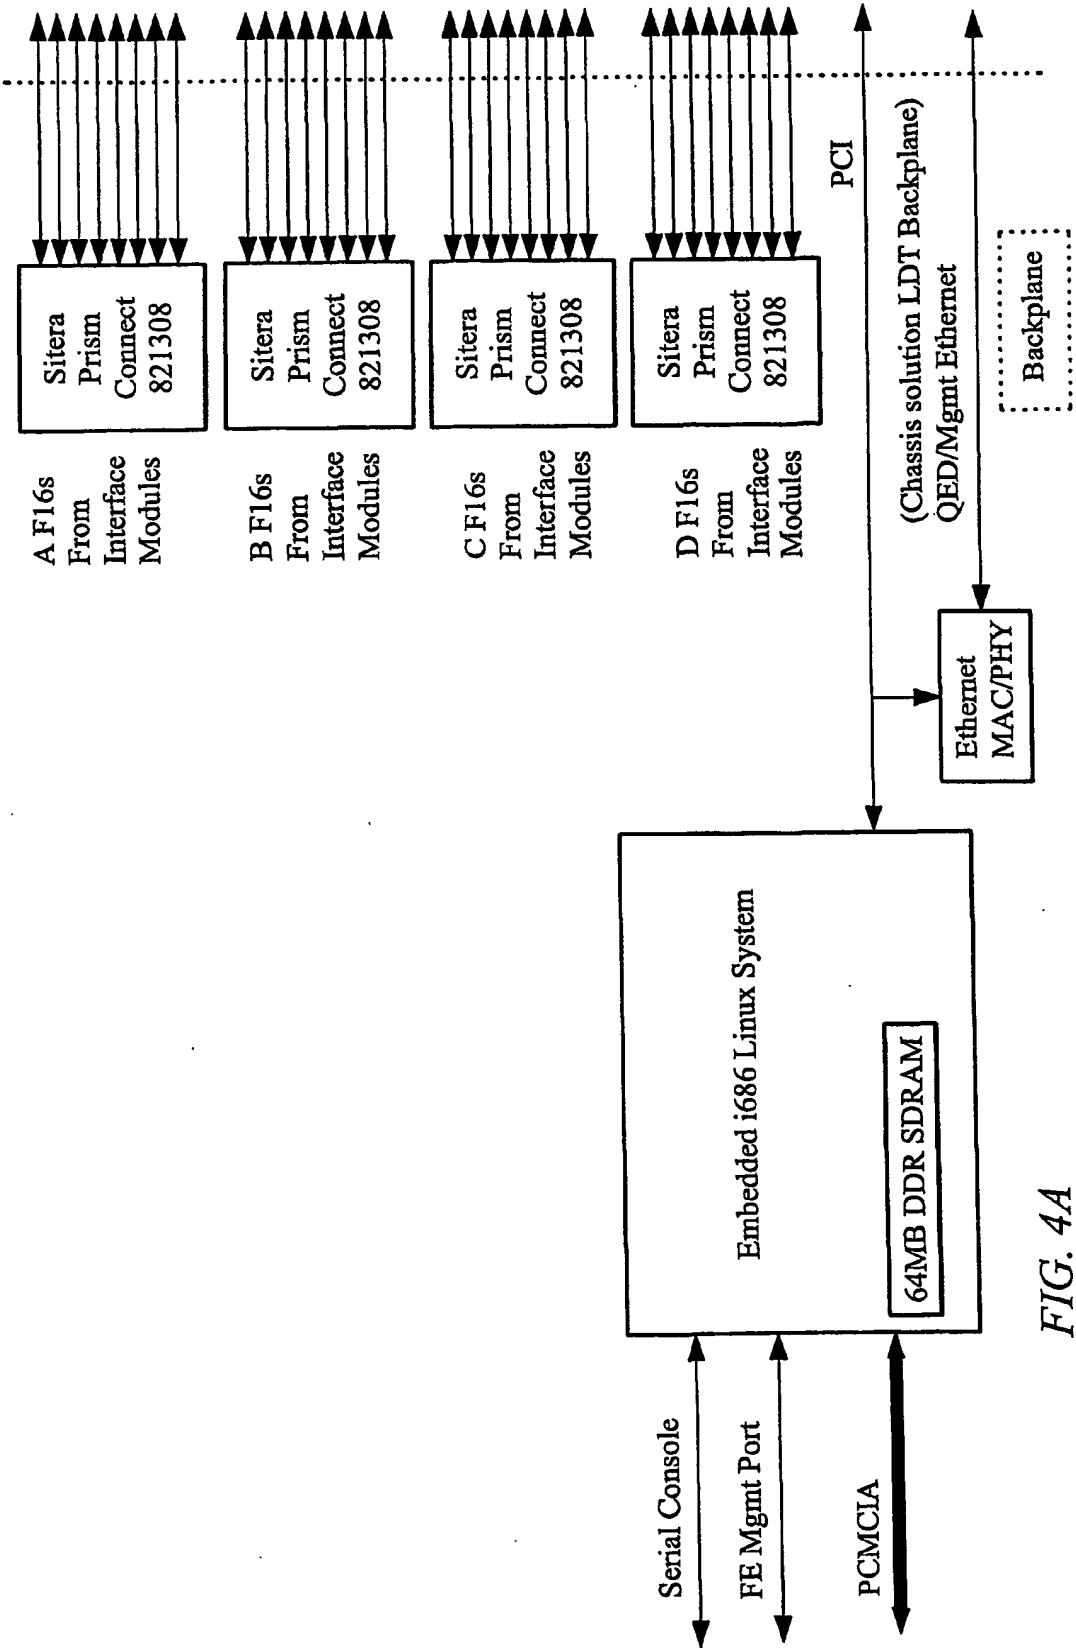 Sitera
Prism
Connect
821308
A F16s
From
Interface
Modules
Sitera
Prism
Connect
821308
B F16s
From
Interface
Modules
Sitera
Prism
Connect
821308
C F16s
From
Interface
Modules
Sitera
Prism
Connect
821308
D F16s
From
Interface
Modules
PCI
(Chassis solution LDT Backplane)
QED/Mgmt Ethernet
Backplane
Ethernet
MAC/PHY
Embedded i686 Linux System
64MB DDR SDRAM
Serial Console
FE Mgmt Port
PCMCIA
FIG. 4A